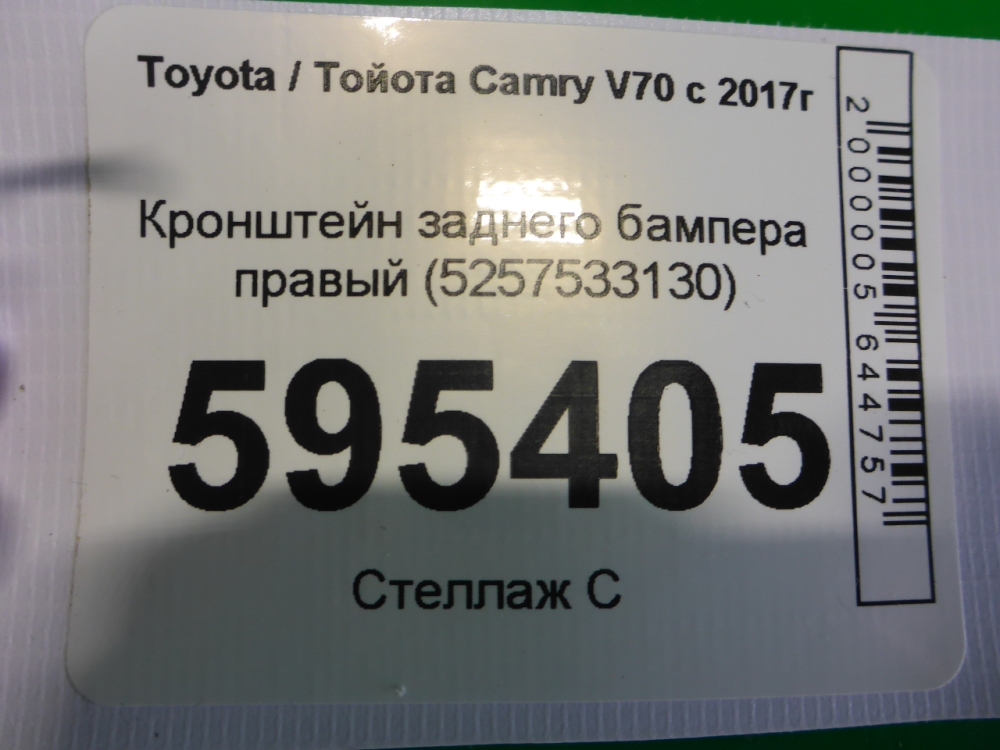 Toyota / Тойота Camry V70 с 2017г
Кронштейн заднего бампера
правый (5257533130)
595405
Стеллаж С
2000005644757